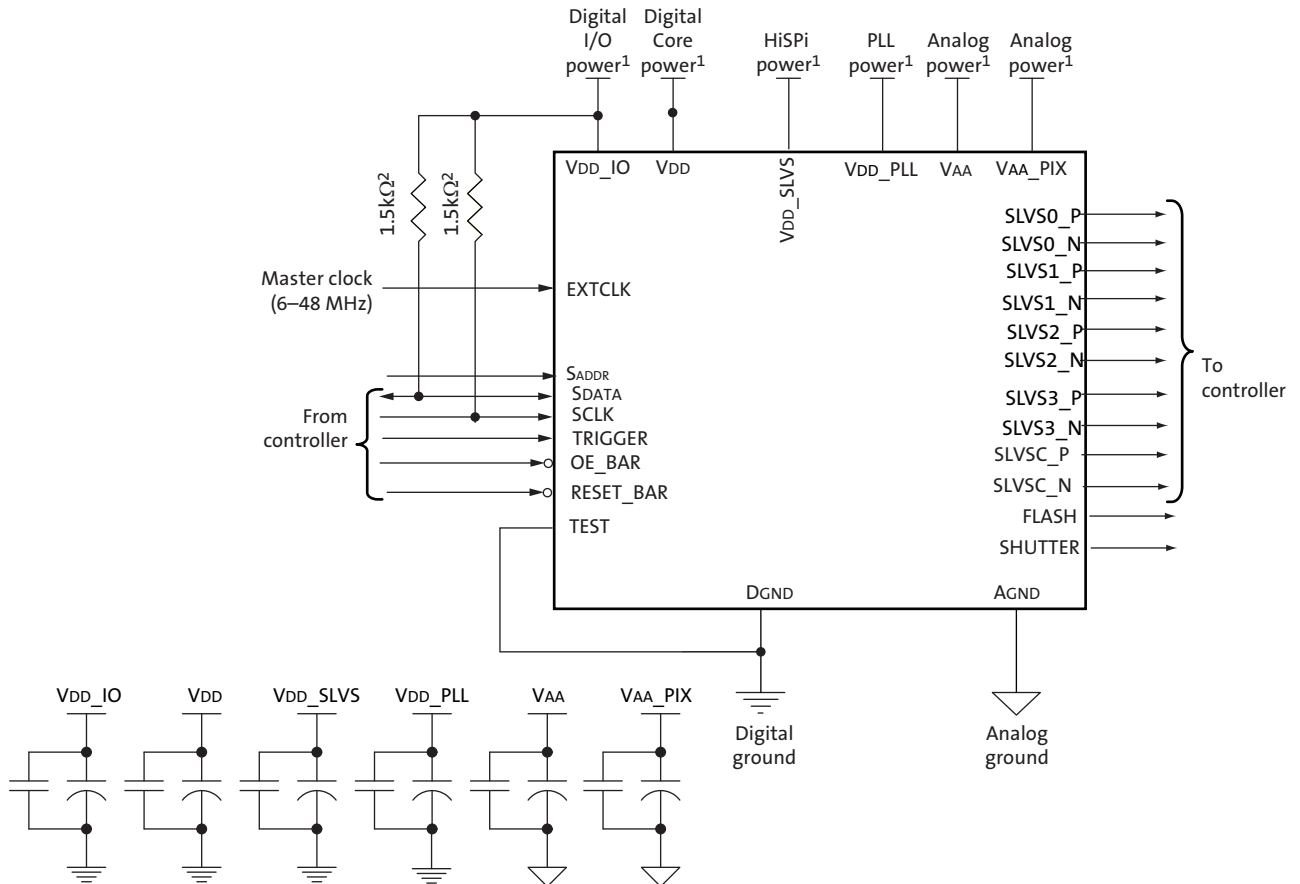 Digital
I/O
power1
Digital
Core
power1
HiSPi
power1
PLL
power1
Analog
power1
Analog
power1
VDD_IO
VDD
VDD_SLVS
VDD_PLL
VAA
VAA_PIX
1.5kΩ2
1.5kΩ2
Master clock
(6–48 MHz)
EXTCLK
SADDR
SDATA
SCLK
TRIGGER
OE_BAR
RESET_BAR
TEST
From
controller
SLVS0_P
SLVS0_N
SLVS1_P
SLVS1_N
SLVS2_P
SLVS2_N
SLVS3_P
SLVS3_N
SLVSC_P
SLVSC_N
FLASH
SHUTTER
To
controller
DGND
AGND
Digital
ground
Analog
ground
VDD_IO
VDD
VDD_SLVS
VDD_PLL
VAA
VAA_PIX